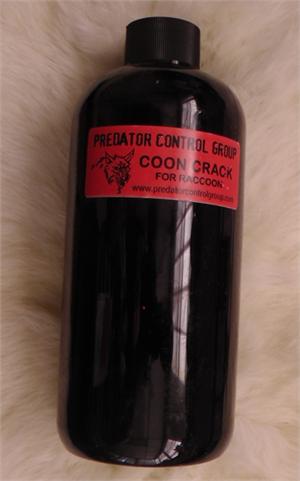 PREDATOR CONTROL GROUP
COON CRACK
FOR RACCOON
www.predatorcontrolgroup.com